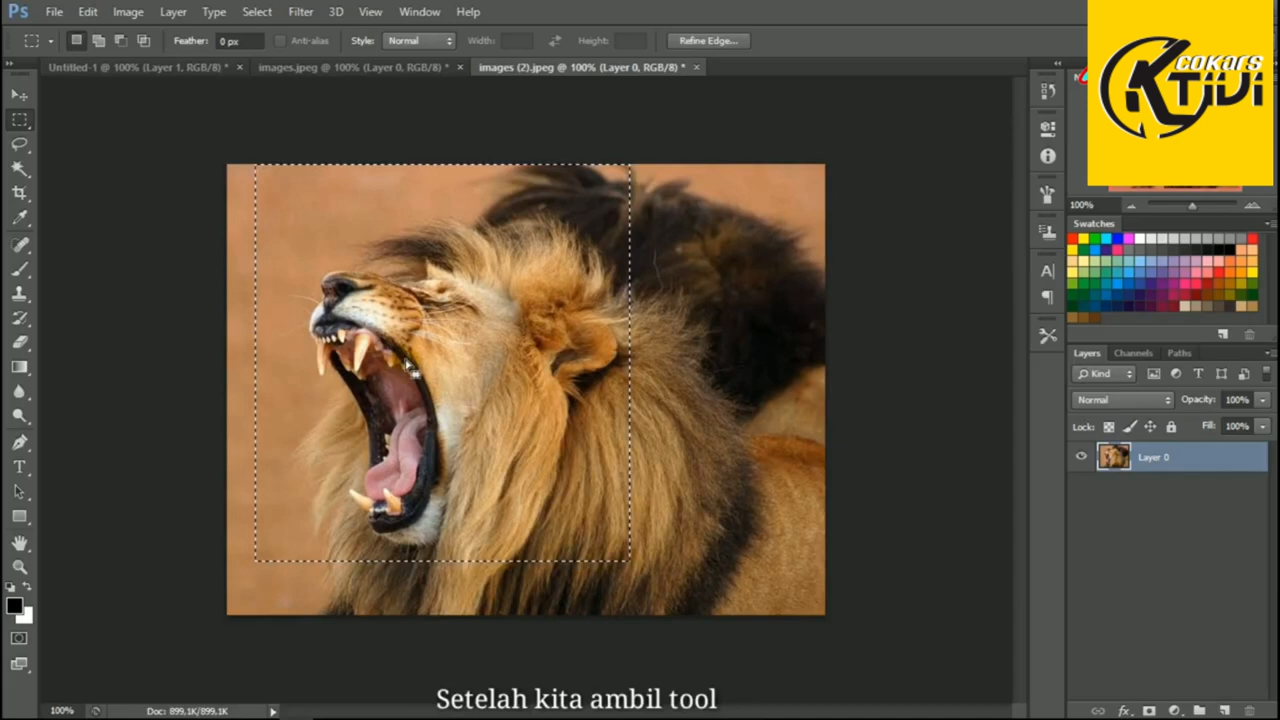 Ps File Edit Image Layer Type Select Filter 3D View Window Help
Feather: 0 px Anti-alias Style: Normal Width: Height: Refine Edge...
Untitled-1 @ 100% (Layer 1, RGB/8) * × images.jpeg @ 100% (Layer 0, RGB/8) * × images (2).jpeg @ 100% (Layer 0, RGB/8) * ×
cokars
KTIVI
100%
Swatches
Layers Channels Paths
Kind
Normal Opacity: 100%
Lock: Fill: 100%
Layer 0
Setelah kita ambil tool
100% Doc: 899,1K/899,1K